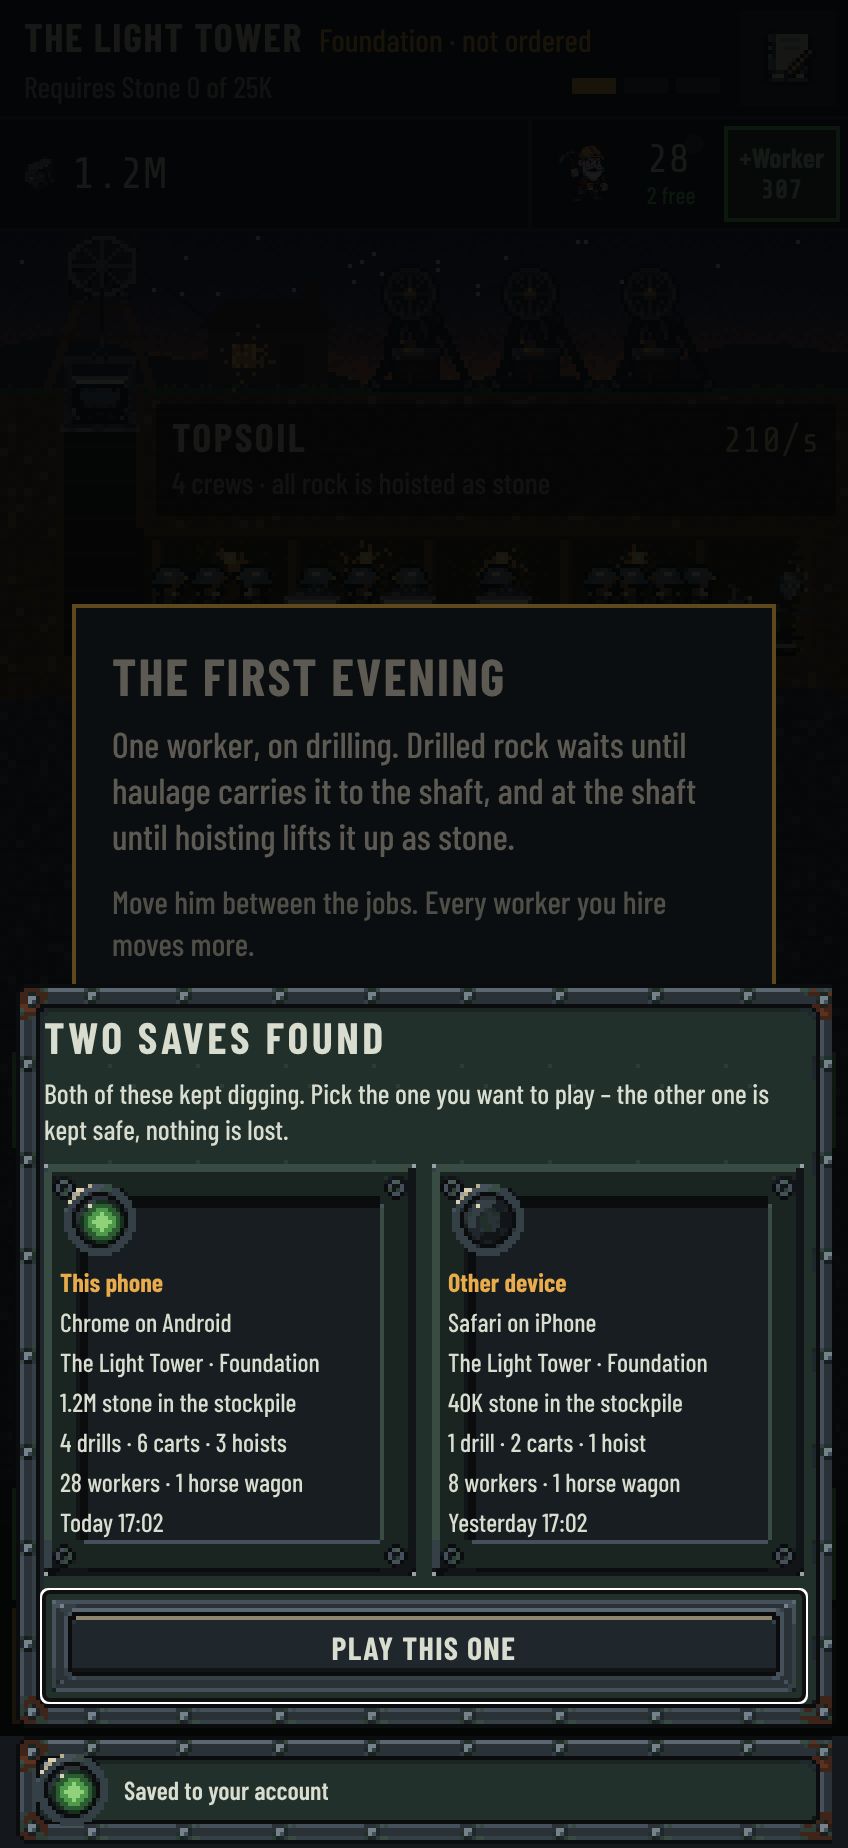 THE LIGHT TOWER Foundation · not ordered
Requires Stone 0 of 25K
1.2M
28
2 free
+Worker
307
TOPSOIL 210/s
4 crews · all rock is hoisted as stone
THE FIRST EVENING
One worker, on drilling. Drilled rock waits until
haulage carries it to the shaft, and at the shaft
until hoisting lifts it up as stone.
Move him between the jobs. Every worker you hire
moves more.
TWO SAVES FOUND
Both of these kept digging. Pick the one you want to play – the other one is
kept safe, nothing is lost.
This phone
Chrome on Android
The Light Tower · Foundation
1.2M stone in the stockpile
4 drills · 6 carts · 3 hoists
28 workers · 1 horse wagon
Today 17:02
Other device
Safari on iPhone
The Light Tower · Foundation
40K stone in the stockpile
1 drill · 2 carts · 1 hoist
8 workers · 1 horse wagon
Yesterday 17:02
PLAY THIS ONE
Saved to your account